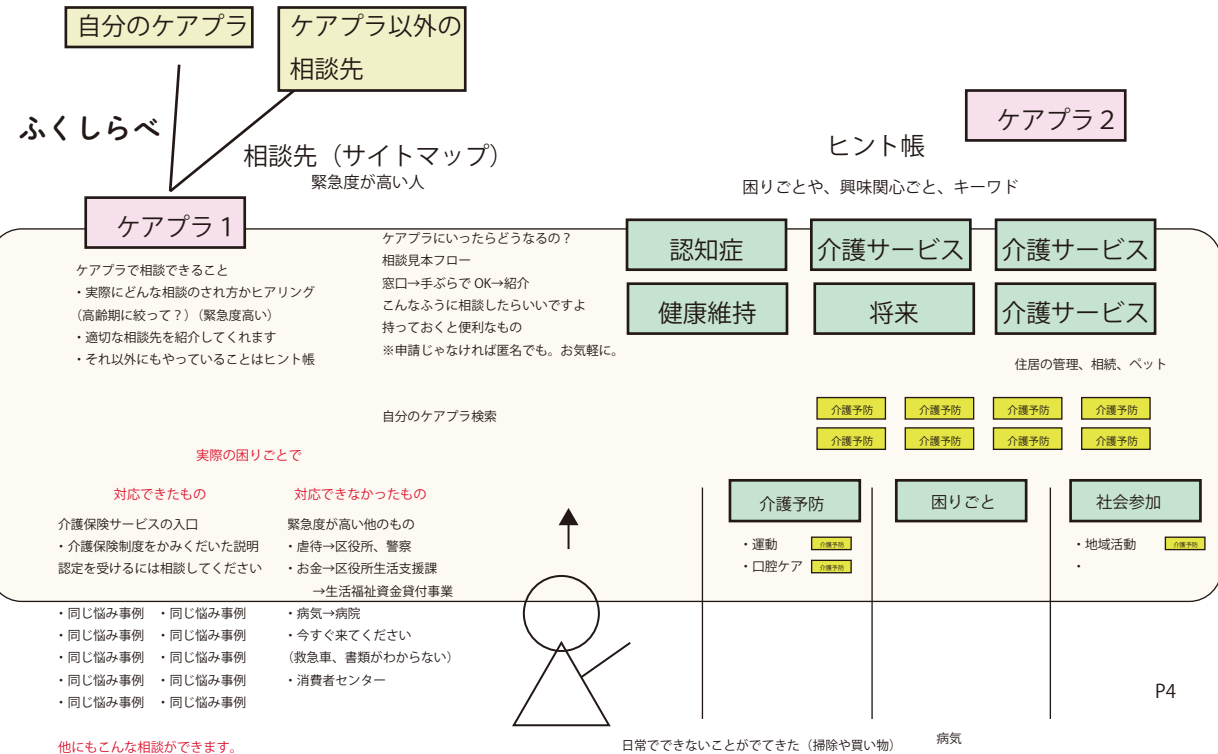 自分のケアプラ
ケアプラ以外の
相談先
ふくしらべ
相談先（サイトマップ）
緊急度が高い人
ケアプラ１
ケアプラで相談できること
・実際にどんな相談のされ方かヒアリング
（高齢期に絞って？）（緊急度高い）
・適切な相談先を紹介してくれます
・それ以外にもやっていることはヒント帳
ケアプラにいったらどうなるの？
相談見本フロー
窓口→手ぶらで OK→紹介
こんなふうに相談したらいいですよ
持っておくと便利なもの
※申請じゃなければ匿名でも。お気軽に。
自分のケアプラ検索
実際の困りごとで
対応できたもの
介護保険サービスの入口
・介護保険制度をかみくだいた説明
認定を受けるには相談してください
・同じ悩み事例　・同じ悩み事例
・同じ悩み事例　・同じ悩み事例
・同じ悩み事例　・同じ悩み事例
・同じ悩み事例　・同じ悩み事例
・同じ悩み事例　・同じ悩み事例
他にもこんな相談ができます。
対応できなかったもの
緊急度が高い他のもの
・虐待→区役所、警察
・お金→区役所生活支援課
→生活福祉資金貸付事業
・病気→病院
・今すぐ来てください
（救急車、書類がわからない）
・消費者センター
ケアプラ２
ヒント帳
困りごとや、興味関心ごと、キーワド
認知症
介護サービス
介護サービス
健康維持
将来
介護サービス
住居の管理、相続、ペット
介護予防
介護予防
介護予防
介護予防
介護予防
介護予防
介護予防
介護予防
介護予防
・運動
介護予防
・口腔ケア
介護予防
困りごと
社会参加
・地域活動
介護予防
・
日常でできないことがでてきた（掃除や買い物）
病気
P4